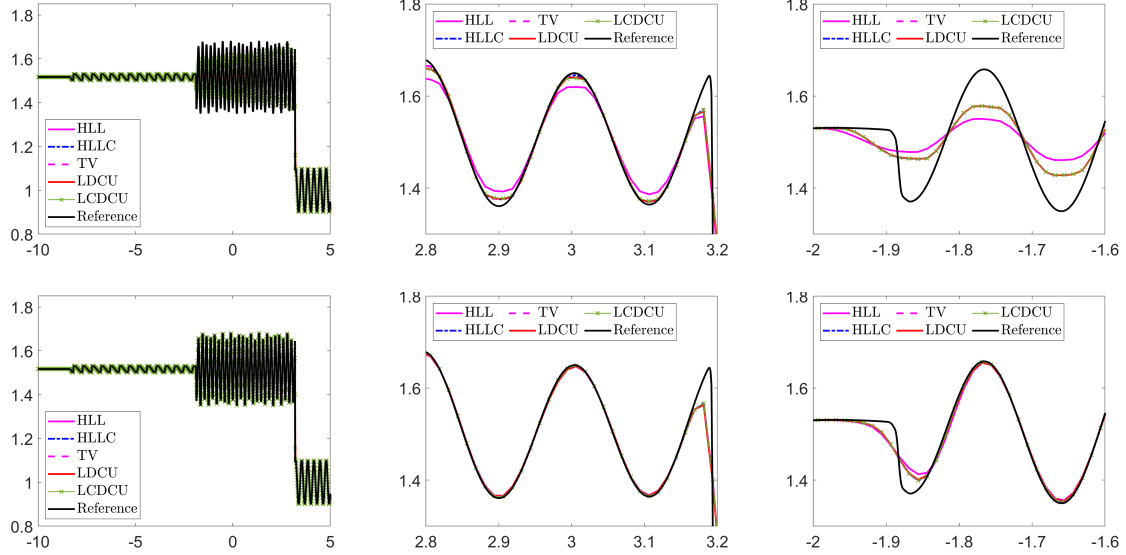 1.8
1.6
1.4
1.2
1
0.8
HLL
HLLC
TV
LDCU
LCDCU
Reference
-10 -5 0 5
1.8
1.6
1.4
HLL TV LCDCU
HLLC LDCU Reference
2.8 2.9 3 3.1 3.2
1.8
1.6
1.4
HLL TV LCDCU
HLLC LDCU Reference
-2 -1.9 -1.8 -1.7 -1.6
1.8
1.6
1.4
1.2
1
0.8
HLL
HLLC
TV
LDCU
LCDCU
Reference
-10 -5 0 5
1.8
1.6
1.4
HLL TV LCDCU
HLLC LDCU Reference
2.8 2.9 3 3.1 3.2
1.8
1.6
1.4
HLL TV LCDCU
HLLC LDCU Reference
-2 -1.9 -1.8 -1.7 -1.6